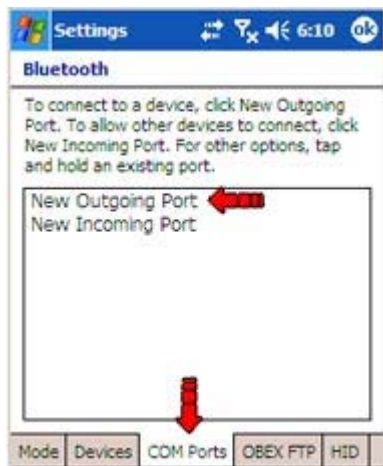 Settings 6:10 ok
Bluetooth
To connect to a device, click New Outgoing
Port. To allow other devices to connect, click
New Incoming Port. For other options, tap
and hold an existing port.
New Outgoing Port
New Incoming Port
Mode Devices COM Ports OBEX FTP HID